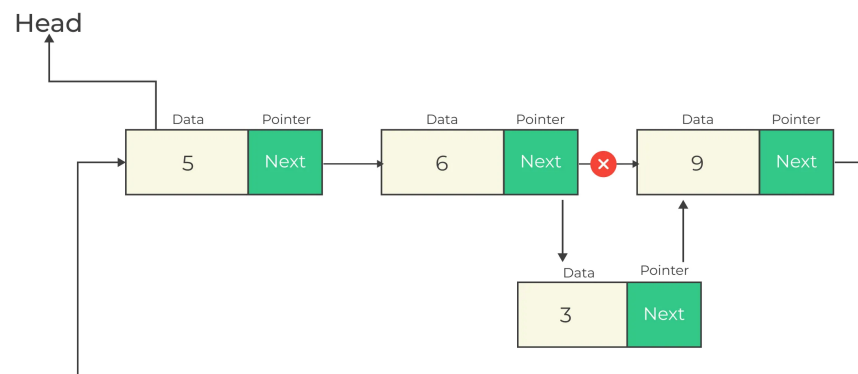 Head
Data Pointer Data Pointer Data Pointer
5 Next 6 Next 9 Next
Data Pointer
3 Next